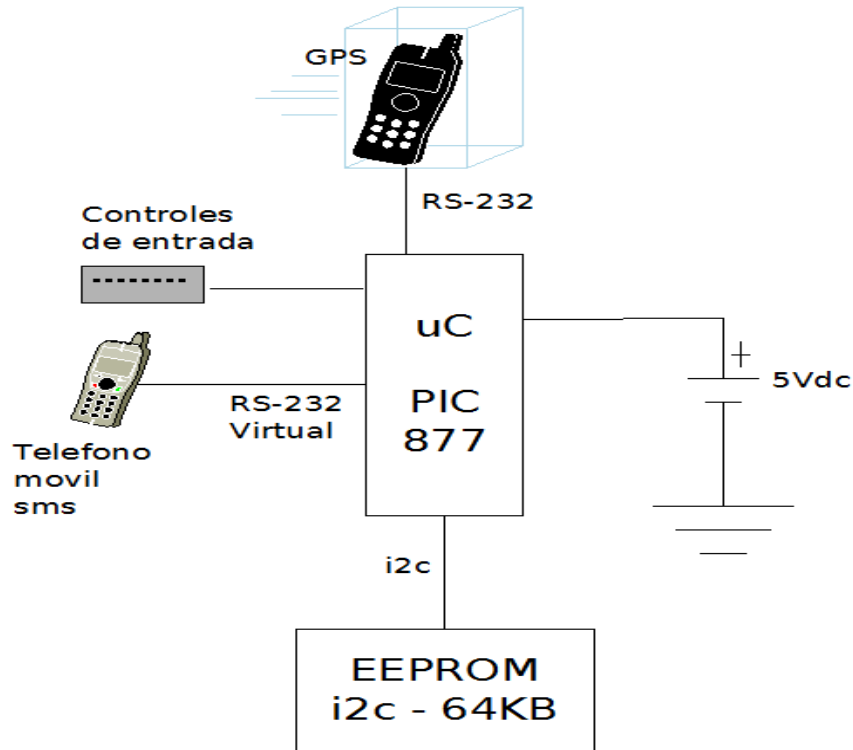 GPS
RS-232
Controles
de entrada
uC
PIC
877
+
5Vdc
RS-232
Virtual
Telefono
movil
sms
i2c
EEPROM
i2c - 64KB